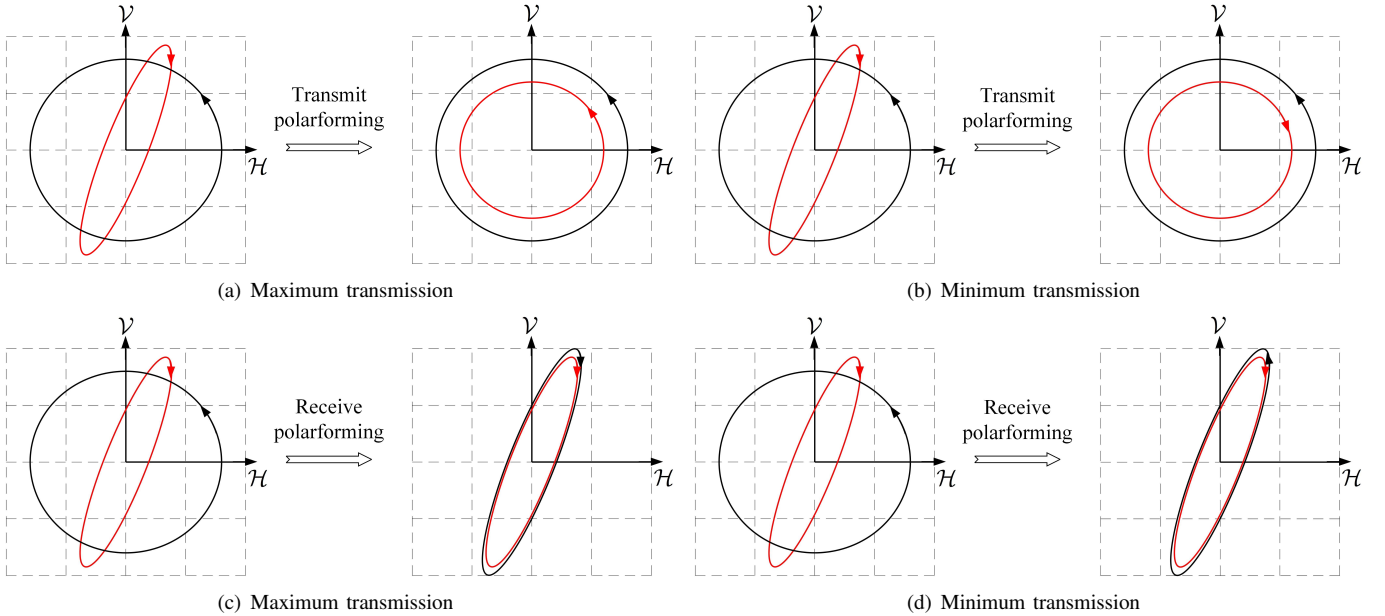 𝒱
𝒱
𝒱
𝒱
Transmit
polarforming
Transmit
polarforming
ℋ
ℋ
ℋ
ℋ
(a) Maximum transmission
(b) Minimum transmission
𝒱
𝒱
𝒱
𝒱
Receive
polarforming
Receive
polarforming
ℋ
ℋ
ℋ
ℋ
(c) Maximum transmission
(d) Minimum transmission